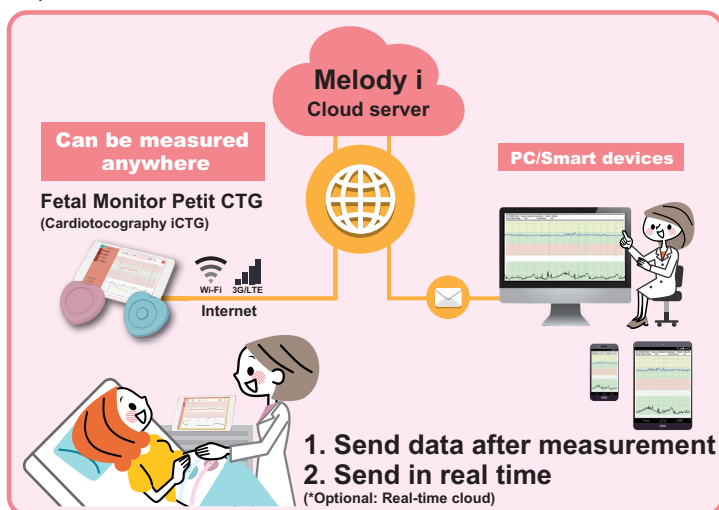 Melody i
Cloud server
Can be measured
anywhere
PC/Smart devices
Fetal Monitor Petit CTG
(Cardiotocography iCTG)
Wi-Fi 3G/LTE
Internet
1. Send data after measurement
2. Send in real time
(*Optional: Real-time cloud)